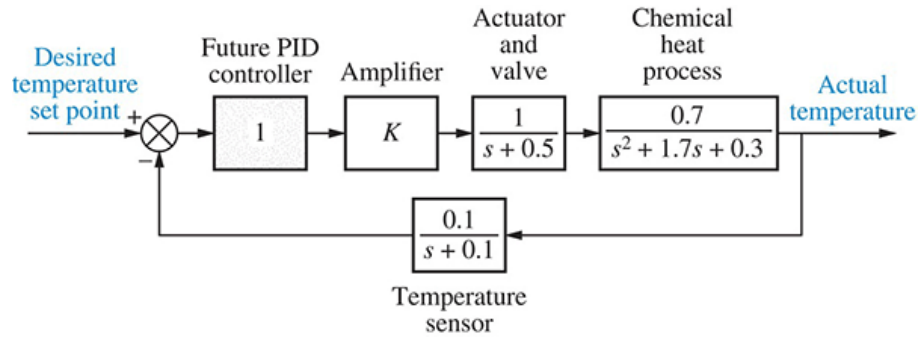 Desired
temperature
set point
+
−
Future PID
controller
1
Amplifier
K
Actuator
and
valve
1
s + 0.5
Chemical
heat
process
0.7
s² + 1.7s + 0.3
Actual
temperature
0.1
s + 0.1
Temperature
sensor